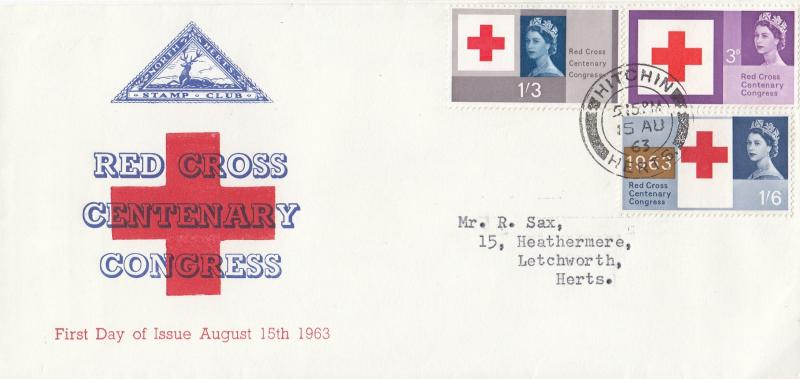 NORTH HERTS
STAMP CLUB
RED CROSS
CENTENARY
CONGRESS
First Day of Issue August 15th 1963
Red Cross
Centenary
Congress
1'3
3D
Red Cross
Centenary
Congress
HITCHIN
5.15 PM
15 AU
63
HERTS
1963
Red Cross
Centenary
Congress
1'6
Mr. R. Sax,
15, Heathermere,
Letchworth,
Herts.